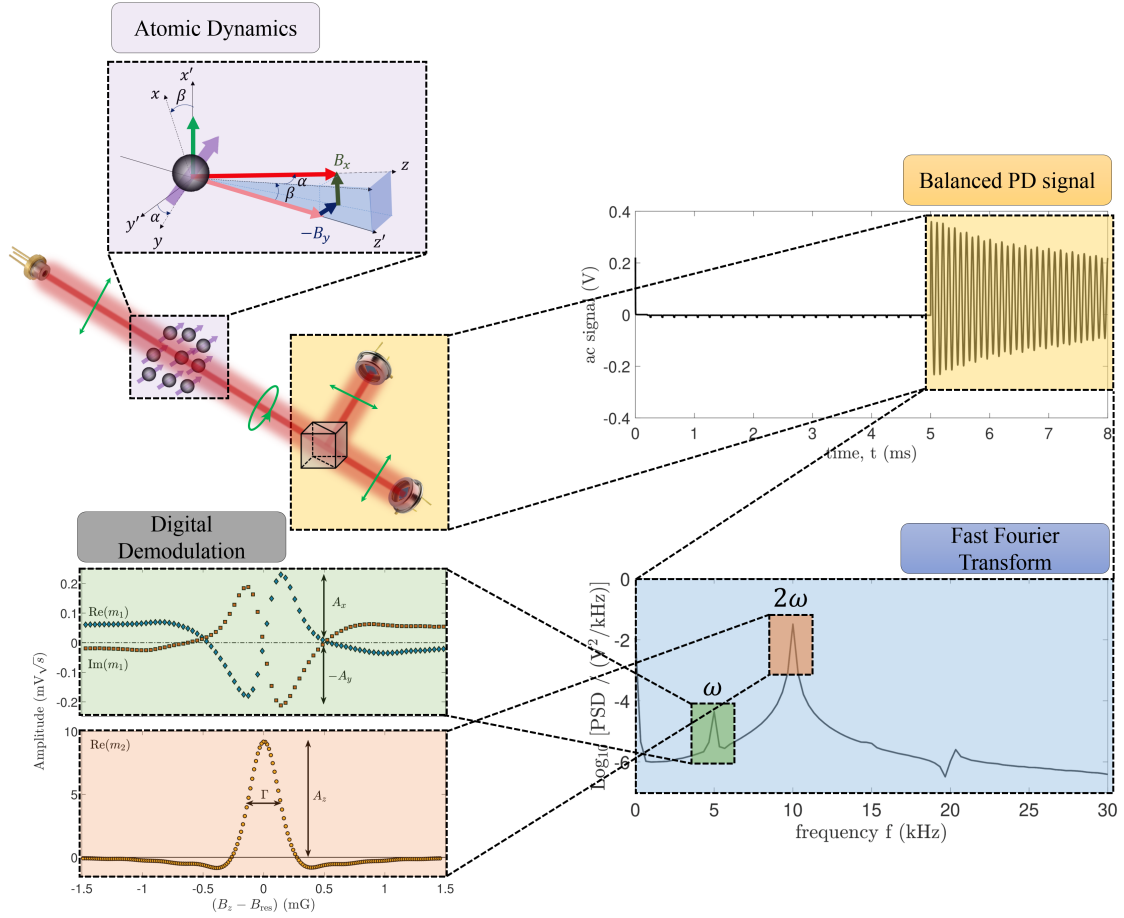 Atomic Dynamics
x'
x
β
B_x
z
α
β
y'
α
y
−B_y
z'
Balanced PD signal
0.4
0.2
0
-0.2
-0.4
ac signal (V)
0 1 2 3 4 5 6 7 8
time, t (ms)
Digital
Demodulation
0.2
0.1
0
-0.1
-0.2
Re(m_1)
Im(m_1)
A_x
−A_y
Amplitude (mV√s)
10
5
0
Re(m_2)
Γ
A_z
-1.5 -1 -0.5 0 0.5 1 1.5
(B_z − B_res) (mG)
Fast Fourier
Transform
0
-2
-4
-6
Log_10 [PSD / (V^2/kHz)]
2ω
ω
0 5 10 15 20 25 30
frequency f (kHz)